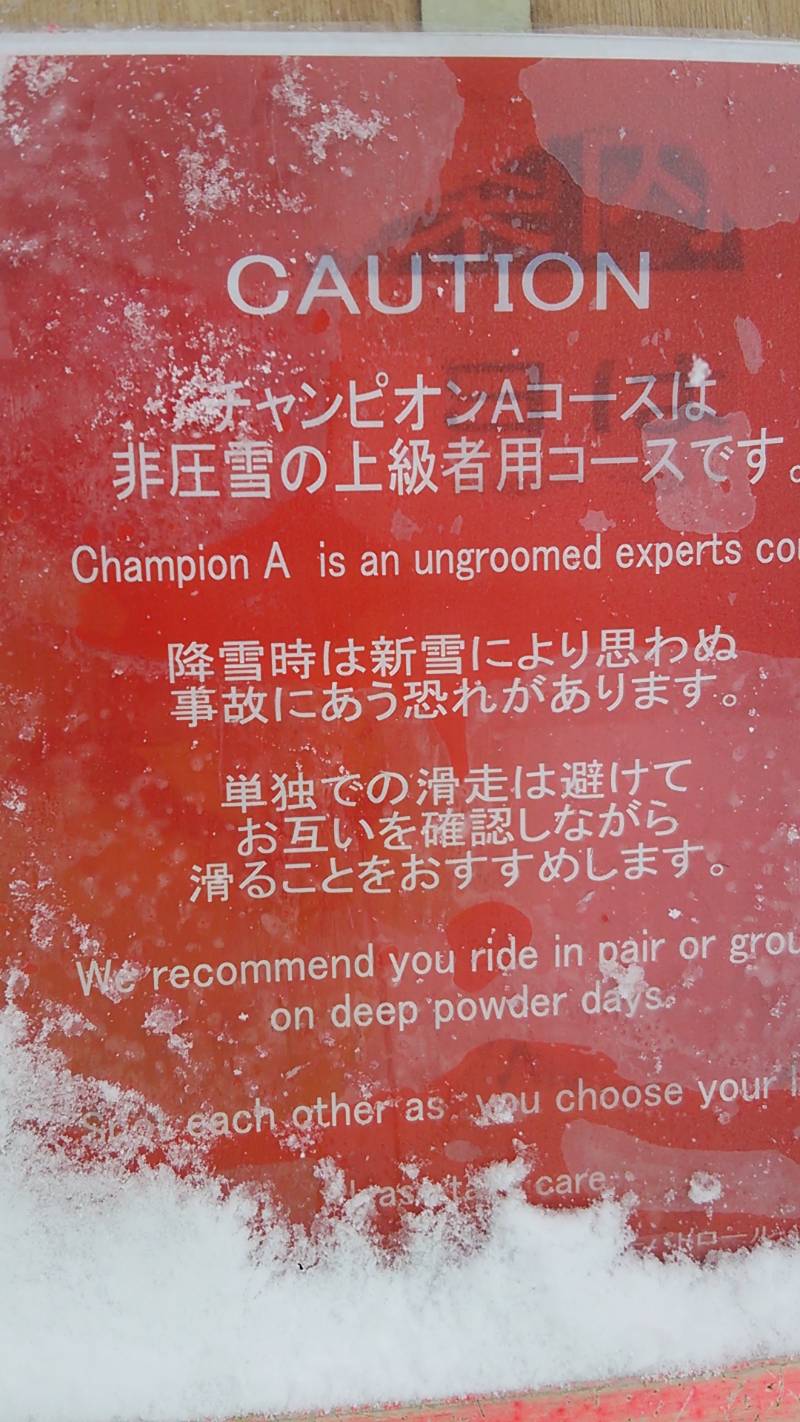 CAUTION
チャンピオンAコースは
非圧雪の上級者用コースです。
Champion A is an ungroomed experts
降雪時は新雪により思わぬ
事故にあう恐れがあります。
単独での滑走は避けて
お互いを確認しながら
滑ることをおすすめします。
We recommend you ride in pair or
on deep powder days.
Spot each other as you choose your
care